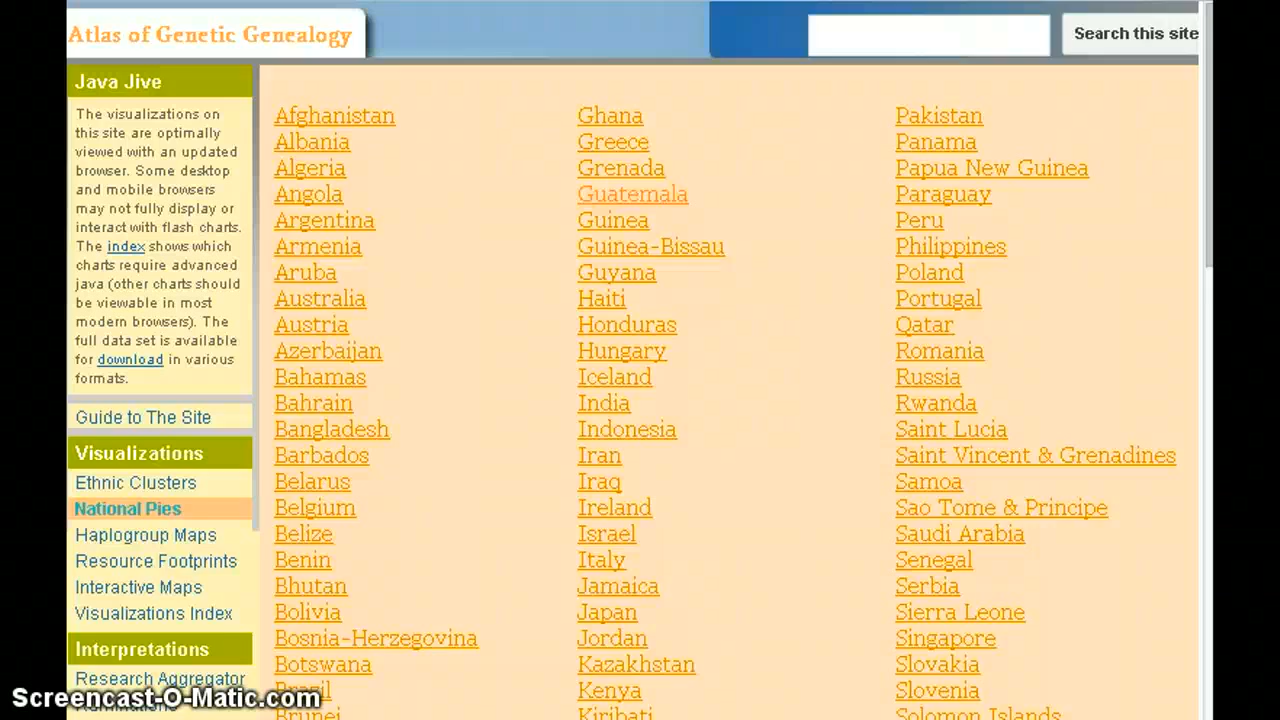 Atlas of Genetic Genealogy
Search this site
Java Jive
The visualizations on
this site are optimally
viewed with an updated
browser. Some desktop
and mobile browsers
may not fully display or
interact with flash charts.
The index shows which
charts require advanced
java (other charts should
be viewable in most
modern browsers). The
full data set is available
for download in various
formats.
Guide to The Site
Visualizations
Ethnic Clusters
National Pies
Haplogroup Maps
Resource Footprints
Interactive Maps
Visualizations Index
Interpretations
Research Aggregator
Afghanistan
Albania
Algeria
Angola
Argentina
Armenia
Aruba
Australia
Austria
Azerbaijan
Bahamas
Bahrain
Bangladesh
Barbados
Belarus
Belgium
Belize
Benin
Bhutan
Bolivia
Bosnia-Herzegovina
Botswana
Brazil
Brunei
Ghana
Greece
Grenada
Guatemala
Guinea
Guinea-Bissau
Guyana
Haiti
Honduras
Hungary
Iceland
India
Indonesia
Iran
Iraq
Ireland
Israel
Italy
Jamaica
Japan
Jordan
Kazakhstan
Kenya
Kiribati
Pakistan
Panama
Papua New Guinea
Paraguay
Peru
Philippines
Poland
Portugal
Qatar
Romania
Russia
Rwanda
Saint Lucia
Saint Vincent & Grenadines
Samoa
Sao Tome & Principe
Saudi Arabia
Senegal
Serbia
Sierra Leone
Singapore
Slovakia
Slovenia
Solomon Islands
Screencast-O-Matic.com